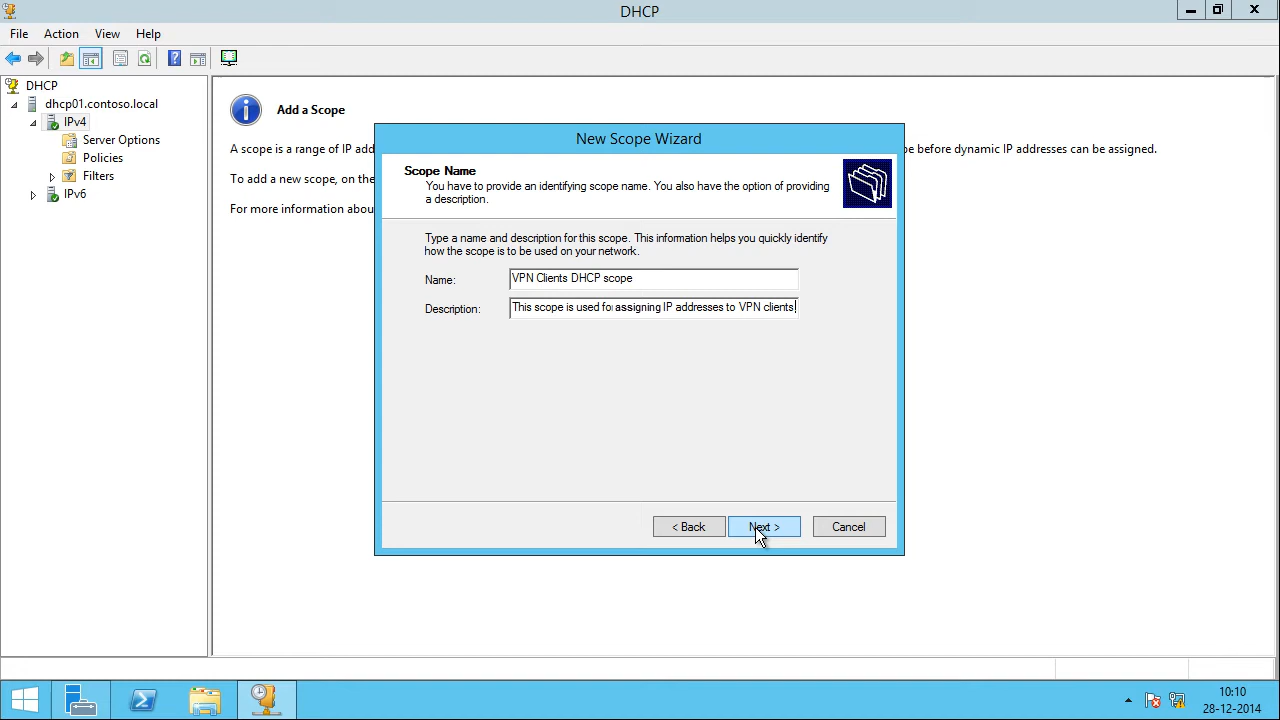 DHCP
File Action View Help
DHCP
dhcp01.contoso.local
IPv4
Server Options
Policies
Filters
IPv6
Add a Scope
A scope is a range of IP add
pe before dynamic IP addresses can be assigned.
To add a new scope, on the
For more information abou
New Scope Wizard
Scope Name
You have to provide an identifying scope name. You also have the option of providing
a description.
Type a name and description for this scope. This information helps you quickly identify
how the scope is to be used on your network.
Name: VPN Clients DHCP scope
Description: This scope is used for assigning IP addresses to VPN clients!
< Back Next > Cancel
10:10
28-12-2014